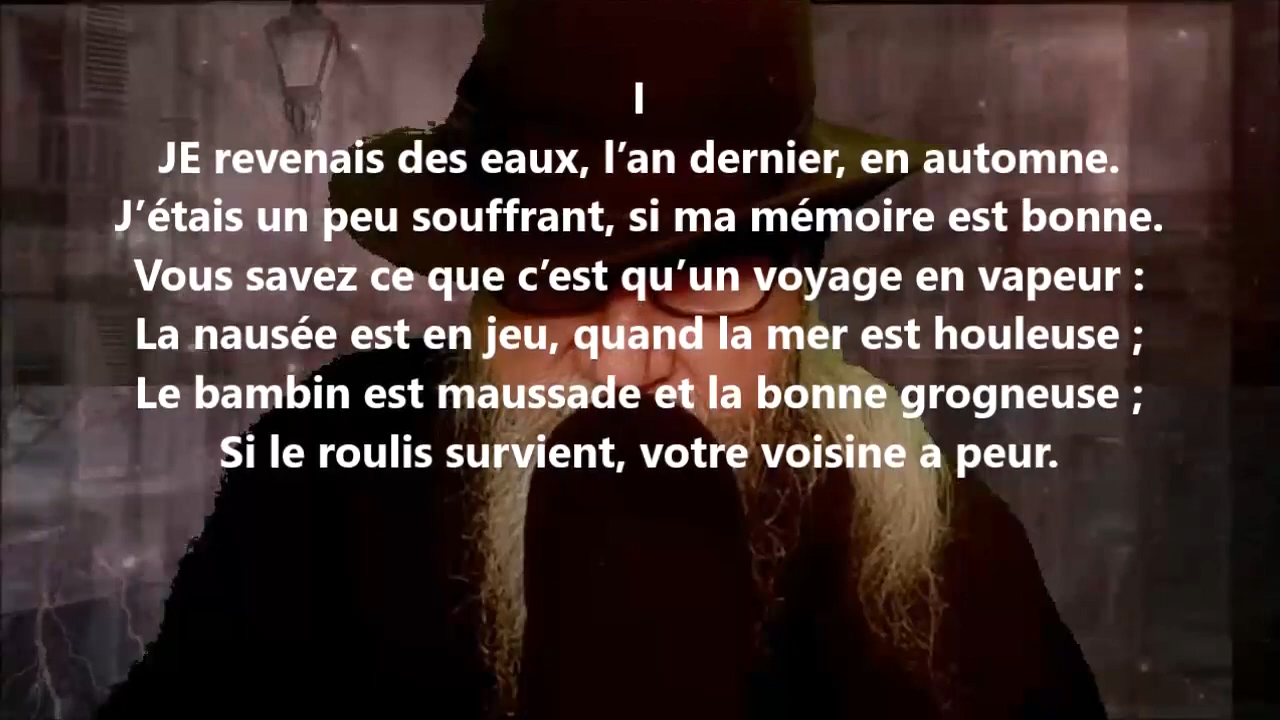 I
JE revenais des eaux, l’an dernier, en automne.
J’étais un peu souffrant, si ma mémoire est bonne.
Vous savez ce que c’est qu’un voyage en vapeur :
La nausée est en jeu, quand la mer est houleuse ;
Le bambin est maussade et la bonne grogneuse ;
Si le roulis survient, votre voisine a peur.